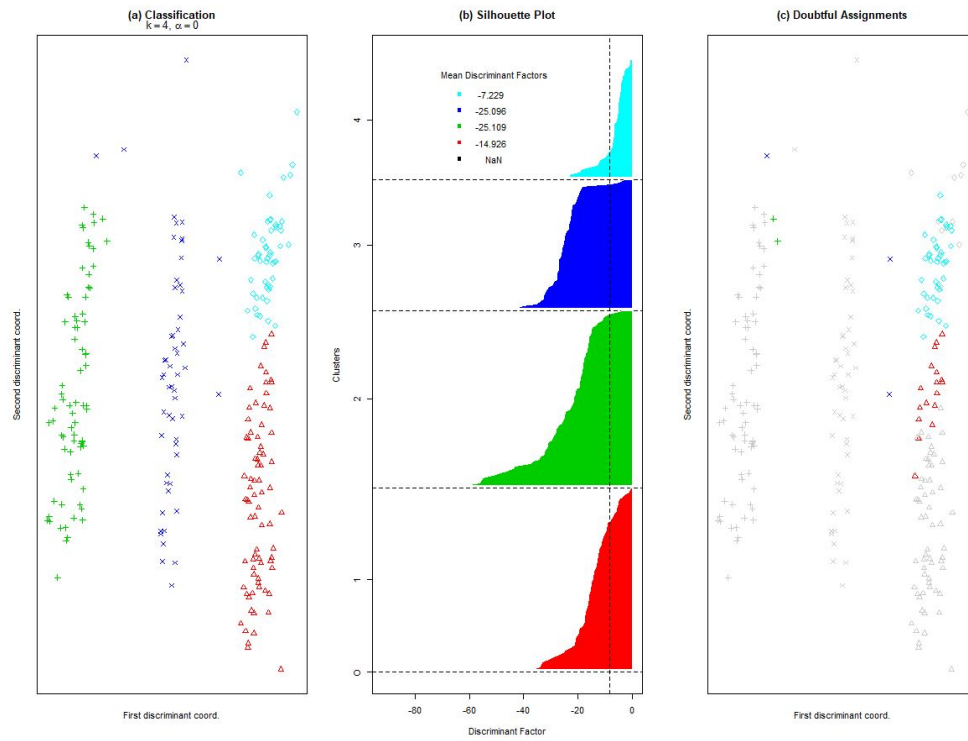 (a) Classification
k = 4, α = 0
Second discriminant coord.
First discriminant coord.
(b) Silhouette Plot
Mean Discriminant Factors
-7.229
-25.096
-25.109
-14.926
NaN
Clusters
4
3
2
1
0
-80 -60 -40 -20 0
Discriminant Factor
(c) Doubtful Assignments
Second discriminant coord.
First discriminant coord.